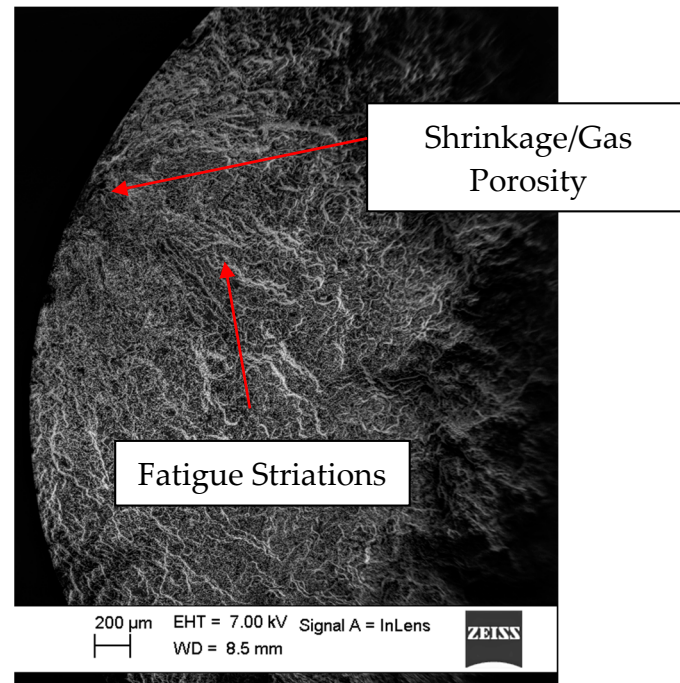 Shrinkage/Gas
Porosity
Fatigue Striations
200 µm
EHT = 7.00 kV
Signal A = InLens
WD = 8.5 mm
ZEISS